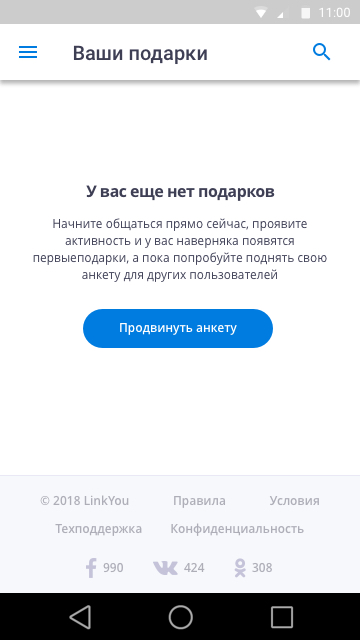 11:00
Ваши подарки
У вас еще нет подарков
Начните общаться прямо сейчас, проявите
активность и у вас наверняка появятся
первыеподарки, а пока попробуйте поднять свою
анкету для других пользователей
Продвинуть анкету
© 2018 LinkYou Правила Условия
Техподдержка Конфиденциальность
990 424 308